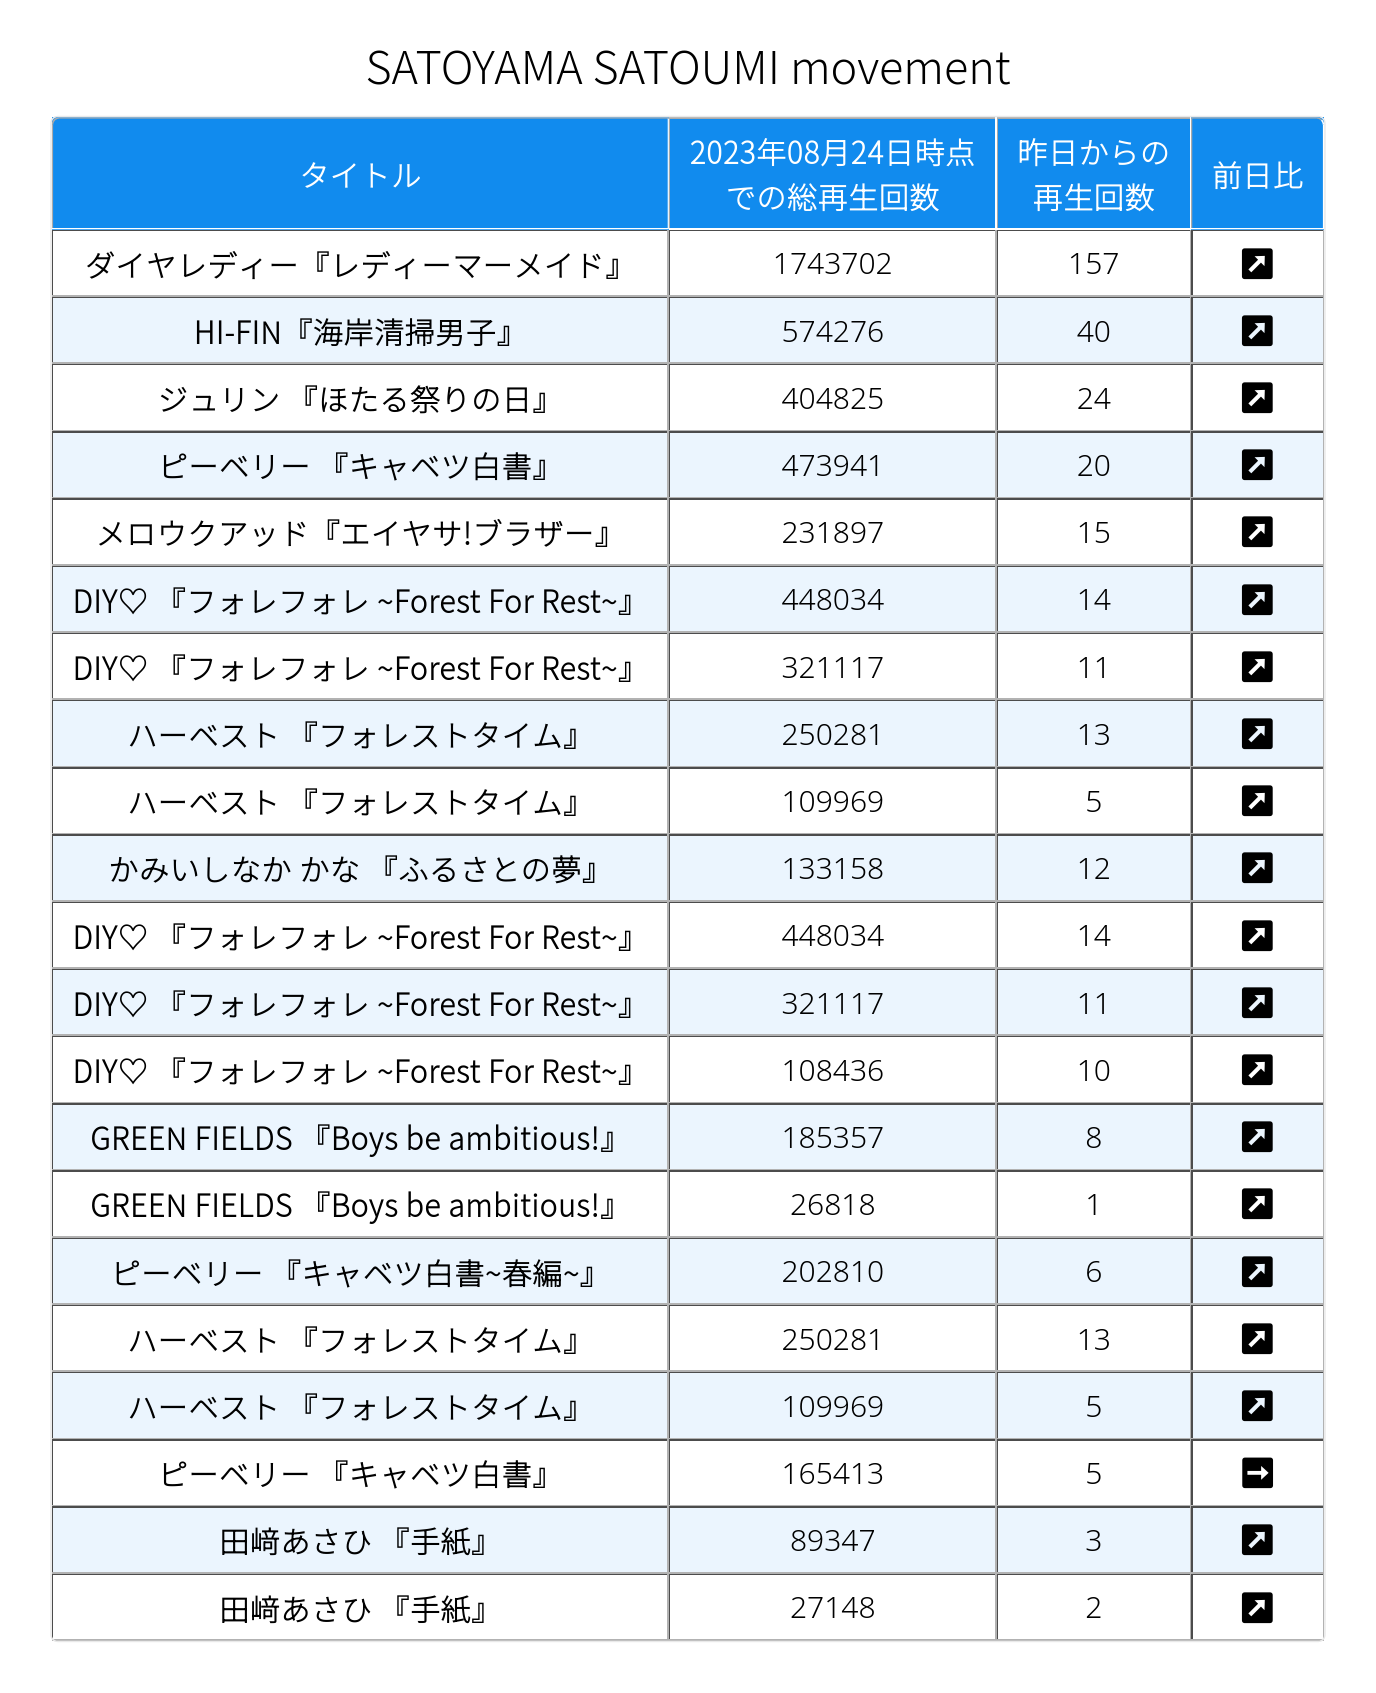 SATOYAMA SATOUMI movement
タイトル 2023年08月24日時点での総再生回数 昨日からの再生回数 前日比
ダイヤレディー『レディーマーメイド』 1743702 157 ↗
HI-FIN『海岸清掃男子』 574276 40 ↗
ジュリン 『ほたる祭りの日』 404825 24 ↗
ピーベリー 『キャベツ白書』 473941 20 ↗
メロウクアッド『エイヤサ!ブラザー』 231897 15 ↗
DIY♡ 『フォレフォレ ~Forest For Rest~』 448034 14 ↗
DIY♡ 『フォレフォレ ~Forest For Rest~』 321117 11 ↗
ハーベスト 『フォレストタイム』 250281 13 ↗
ハーベスト 『フォレストタイム』 109969 5 ↗
かみいしなか かな 『ふるさとの夢』 133158 12 ↗
DIY♡ 『フォレフォレ ~Forest For Rest~』 448034 14 ↗
DIY♡ 『フォレフォレ ~Forest For Rest~』 321117 11 ↗
DIY♡ 『フォレフォレ ~Forest For Rest~』 108436 10 ↗
GREEN FIELDS 『Boys be ambitious!』 185357 8 ↗
GREEN FIELDS 『Boys be ambitious!』 26818 1 ↗
ピーベリー 『キャベツ白書~春編~』 202810 6 ↗
ハーベスト 『フォレストタイム』 250281 13 ↗
ハーベスト 『フォレストタイム』 109969 5 ↗
ピーベリー 『キャベツ白書』 165413 5 →
田﨑あさひ 『手紙』 89347 3 ↗
田﨑あさひ 『手紙』 27148 2 ↗